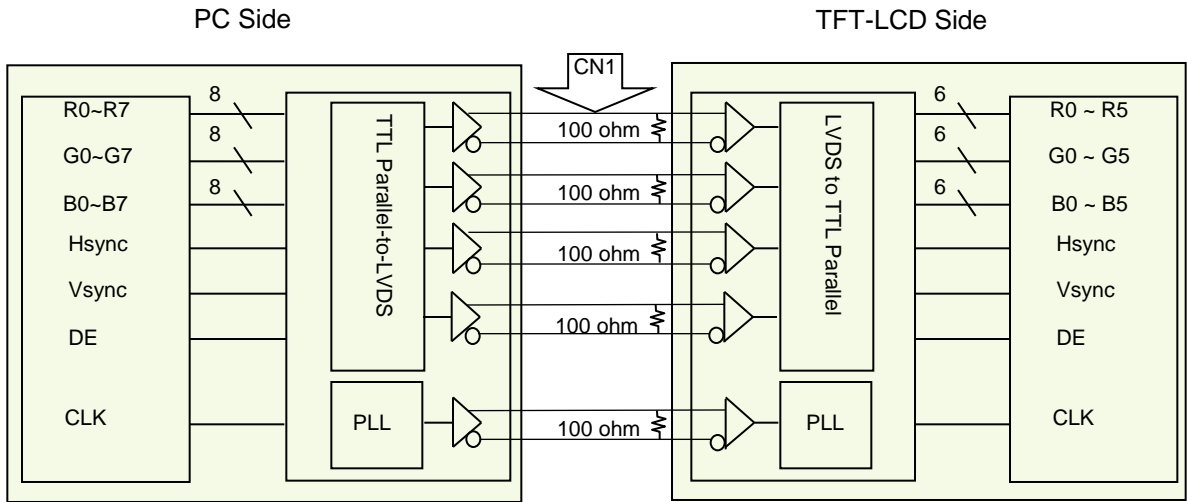 PC Side
TFT-LCD Side
CN1
R0~R7
8
G0~G7
8
B0~B7
8
Hsync
Vsync
DE
CLK
TTL Parallel-to-LVDS
PLL
100 ohm
100 ohm
100 ohm
100 ohm
100 ohm
LVDS to TTL Parallel
PLL
6
R0 ~ R5
6
G0 ~ G5
6
B0 ~ B5
Hsync
Vsync
DE
CLK